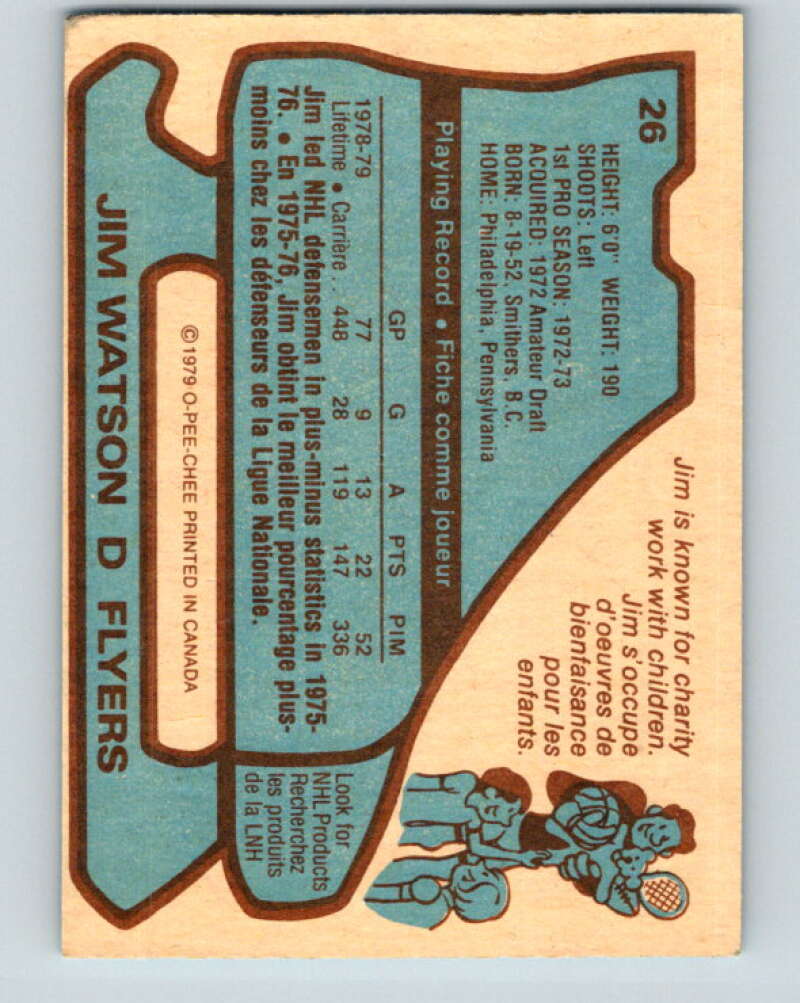 26
HEIGHT: 6'0" WEIGHT: 190
SHOOTS: Left
1st PRO SEASON: 1972-73
ACQUIRED: 1972 Amateur Draft
BORN: 8-19-52, Smithers, B.C.
HOME: Philadelphia, Pennsylvania
Jim is known for charity
work with children.
Jim s'occupe
d'oeuvres de
bienfaisance
pour les
enfants.
Playing Record • Fiche comme joueur
GP G A PTS PIM
1978-79 77 9 13 22 52
Lifetime • Carrière . . 448 28 119 147 336
Jim led NHL defensemen in plus-minus statistics in 1975-
76. • En 1975-76, Jim obtint le meilleur pourcentage plus-
moins chez les défenseurs de la Ligue Nationale.
Look for
NHL Products
Recherchez
les produits
de la LNH
©1979 O-PEE-CHEE PRINTED IN CANADA
JIM WATSON D FLYERS